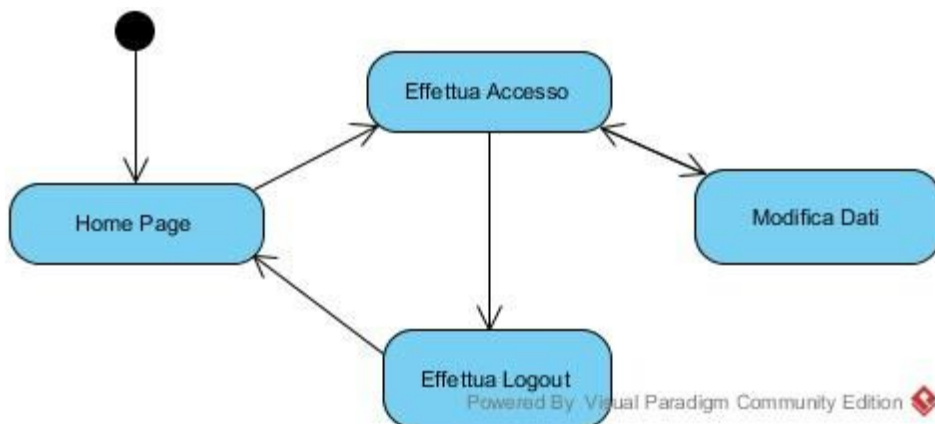 Effettua Accesso
Home Page
Modifica Dati
Effettua Logout
Powered By Visual Paradigm Community Edition